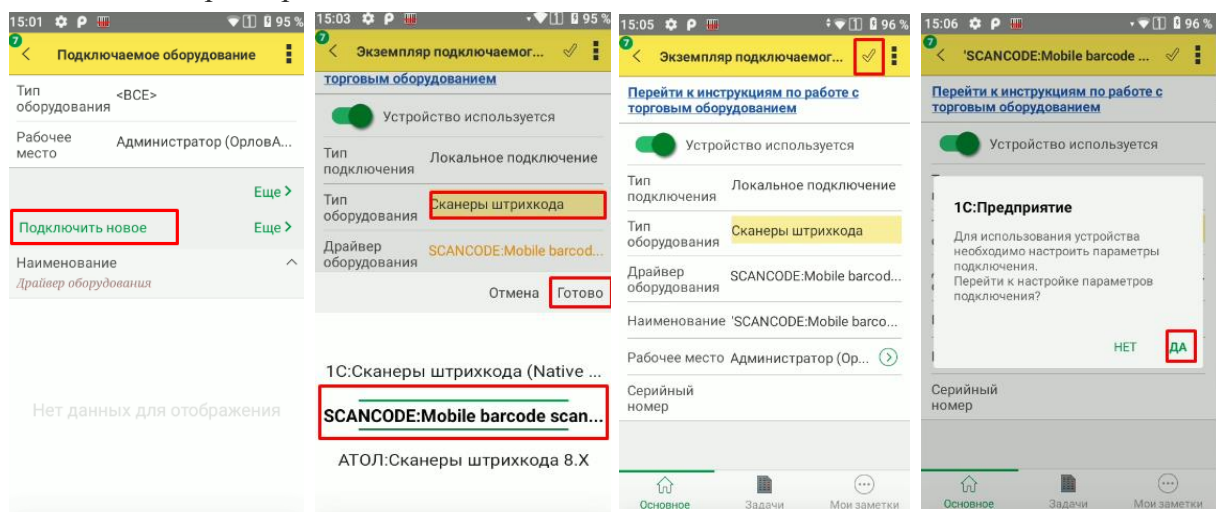 15:01 95 %
7
Подключаемое оборудование
Тип оборудования
<ВСЕ>
Рабочее место
Администратор (ОрловА...
Еще >
Подключить новое
Еще >
Наименование
Драйвер оборудования
Нет данных для отображения
15:03 95 %
7
Экземпляр подключаемог...
торговым оборудованием
Устройство используется
Тип подключения
Локальное подключение
Тип оборудования
Сканеры штрихкода
Драйвер оборудования
SCANCODE:Mobile barcod...
Отмена Готово
1С:Сканеры штрихкода (Native ...
SCANCODE:Mobile barcode scan...
АТОЛ:Сканеры штрихкода 8.X
15:05 96 %
7
Экземпляр подключаемог...
Перейти к инструкциям по работе с
торговым оборудованием
Устройство используется
Тип подключения
Локальное подключение
Тип оборудования
Сканеры штрихкода
Драйвер оборудования
SCANCODE:Mobile barcod...
Наименование 'SCANCODE:Mobile barco...
Рабочее место Администратор (Ор...
Серийный номер
Основное Задачи Мои заметки
15:06 96 %
7
'SCANCODE:Mobile barcode ...
Перейти к инструкциям по работе с
торговым оборудованием
Устройство используется
1С:Предприятие
Для использования устройства
необходимо настроить параметры
подключения.
Перейти к настройке параметров
подключения?
НЕТ ДА
Серийный номер
Основное Задачи Мои заметки